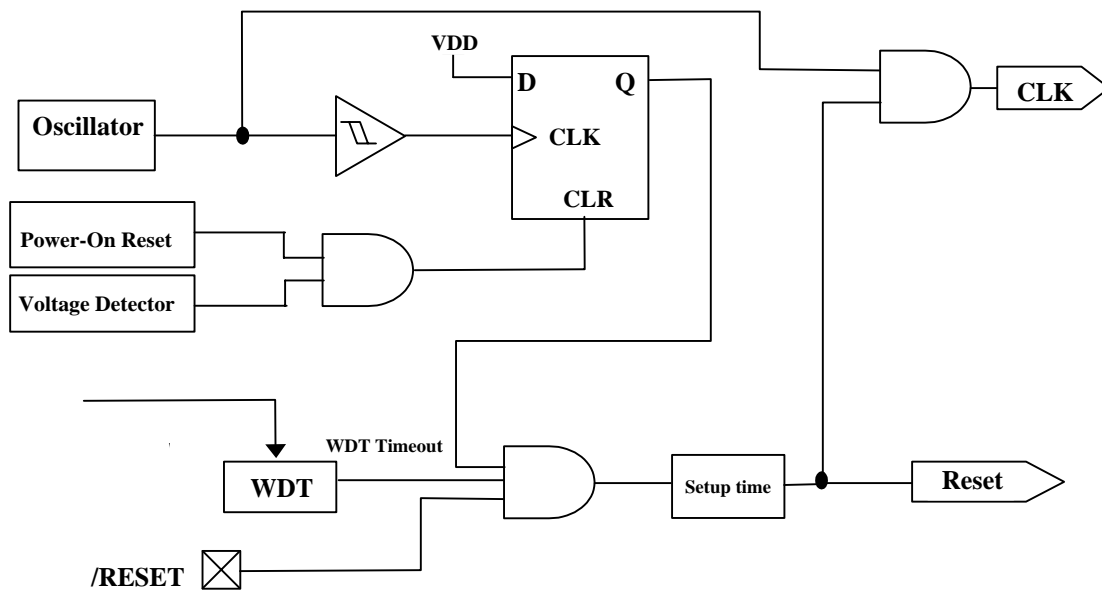 VDD
D Q
CLK
Oscillator
CLK
CLR
Power-On Reset
Voltage Detector
WDT Timeout
WDT
Setup time
Reset
/RESET